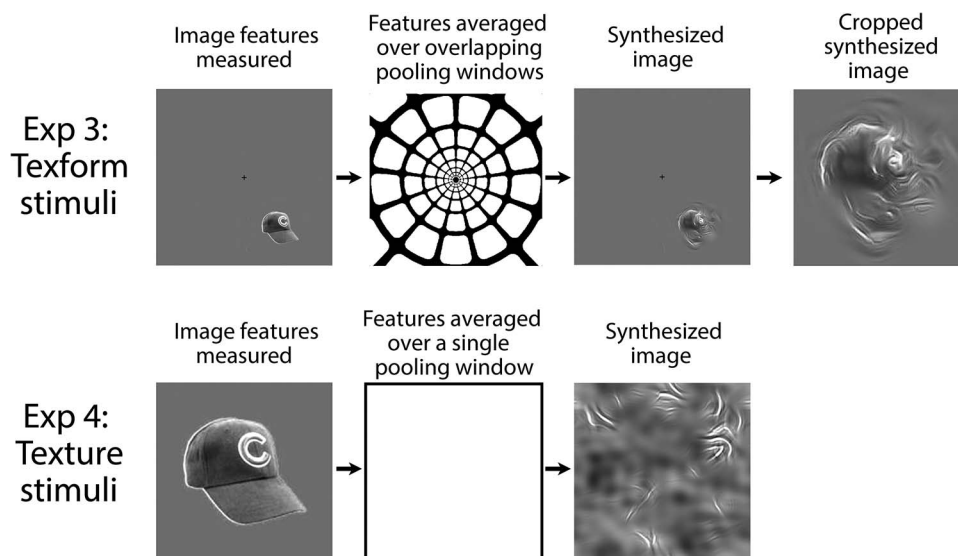 Image features
measured
Features averaged
over overlapping
pooling windows
Synthesized
image
Cropped
synthesized
image
Exp 3:
Texform
stimuli
C
Image features
measured
Features averaged
over a single
pooling window
Synthesized
image
Exp 4:
Texture
stimuli
C